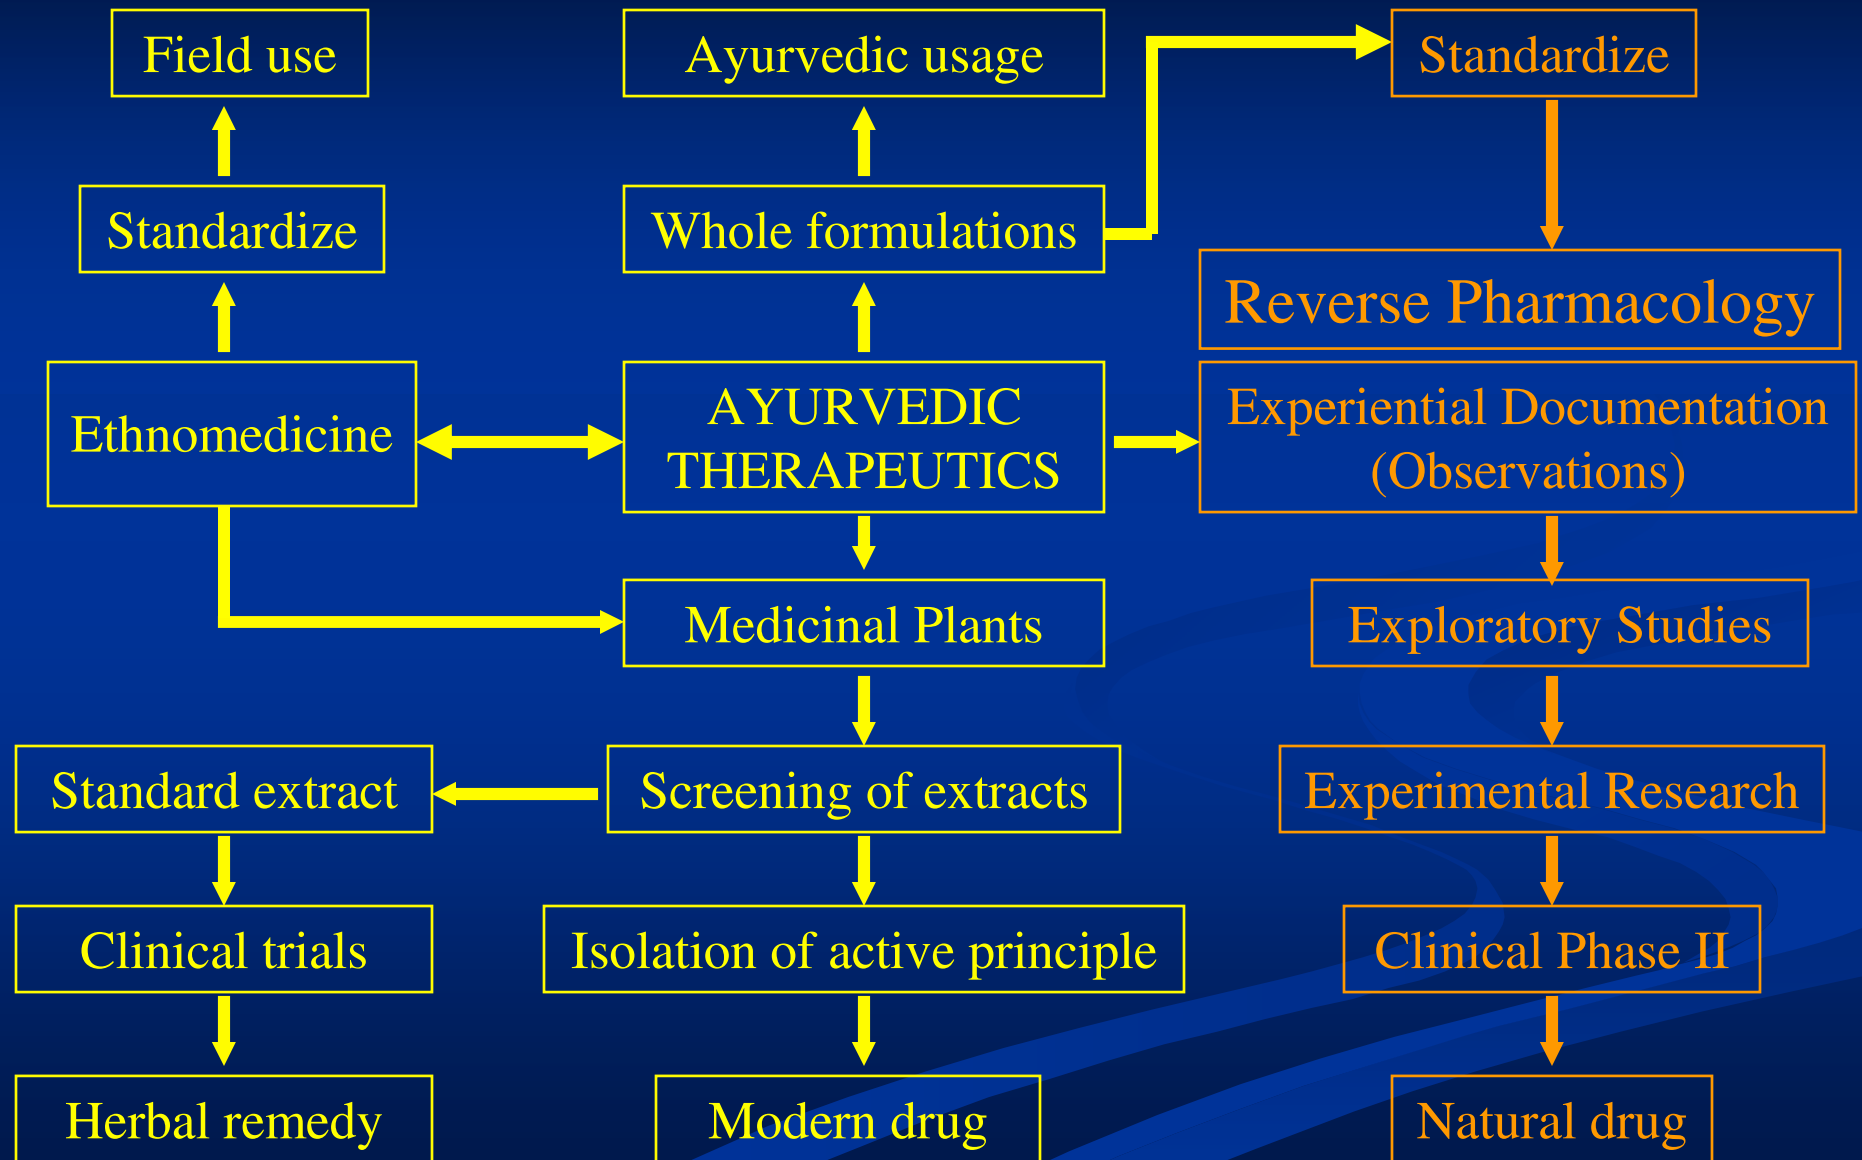 Field use
Ayurvedic usage
Standardize
Standardize
Whole formulations
Reverse Pharmacology
Ethnomedicine
AYURVEDIC
THERAPEUTICS
Experiential Documentation
(Observations)
Medicinal Plants
Exploratory Studies
Standard extract
Screening of extracts
Experimental Research
Clinical trials
Isolation of active principle
Clinical Phase II
Herbal remedy
Modern drug
Natural drug